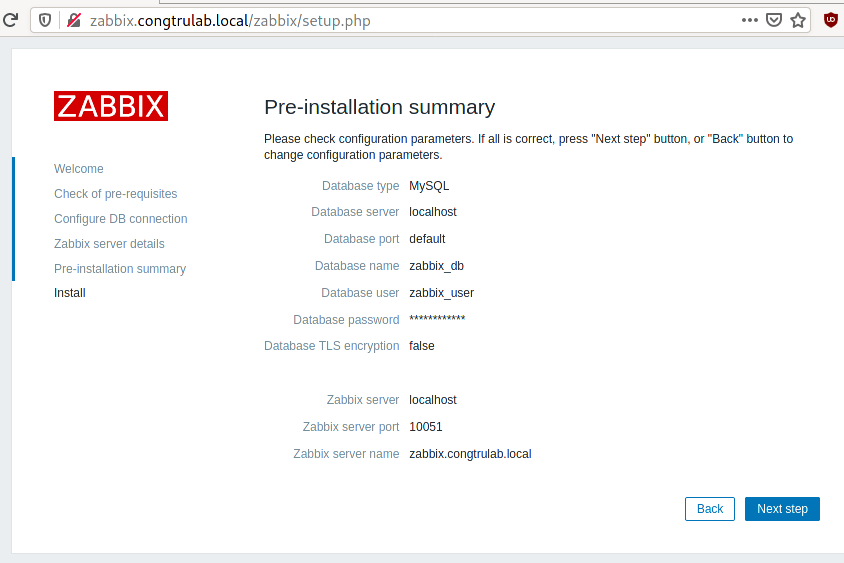 zabbix.congtrulab.local/zabbix/setup.php
UD
ZABBIX
Welcome
Check of pre-requisites
Configure DB connection
Zabbix server details
Pre-installation summary
Install
Pre-installation summary
Please check configuration parameters. If all is correct, press "Next step" button, or "Back" button to
change configuration parameters.
Database type MySQL
Database server localhost
Database port default
Database name zabbix_db
Database user zabbix_user
Database password ************
Database TLS encryption false
Zabbix server localhost
Zabbix server port 10051
Zabbix server name zabbix.congtrulab.local
Back Next step